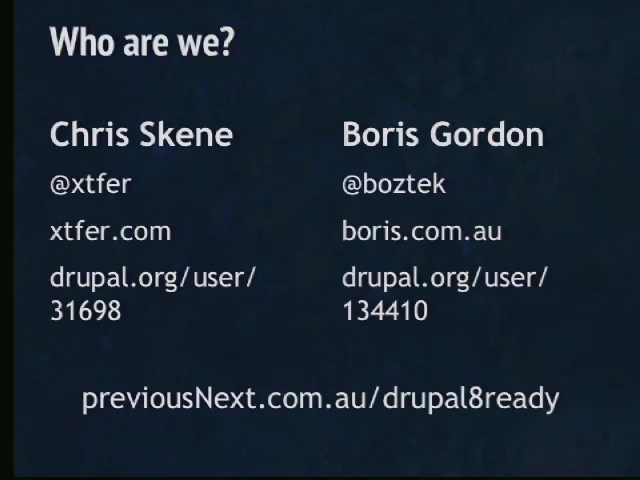 Who are we?
Chris Skene
@xtfer
xtfer.com
drupal.org/user/
31698
Boris Gordon
@boztek
boris.com.au
drupal.org/user/
134410
previousNext.com.au/drupal8ready